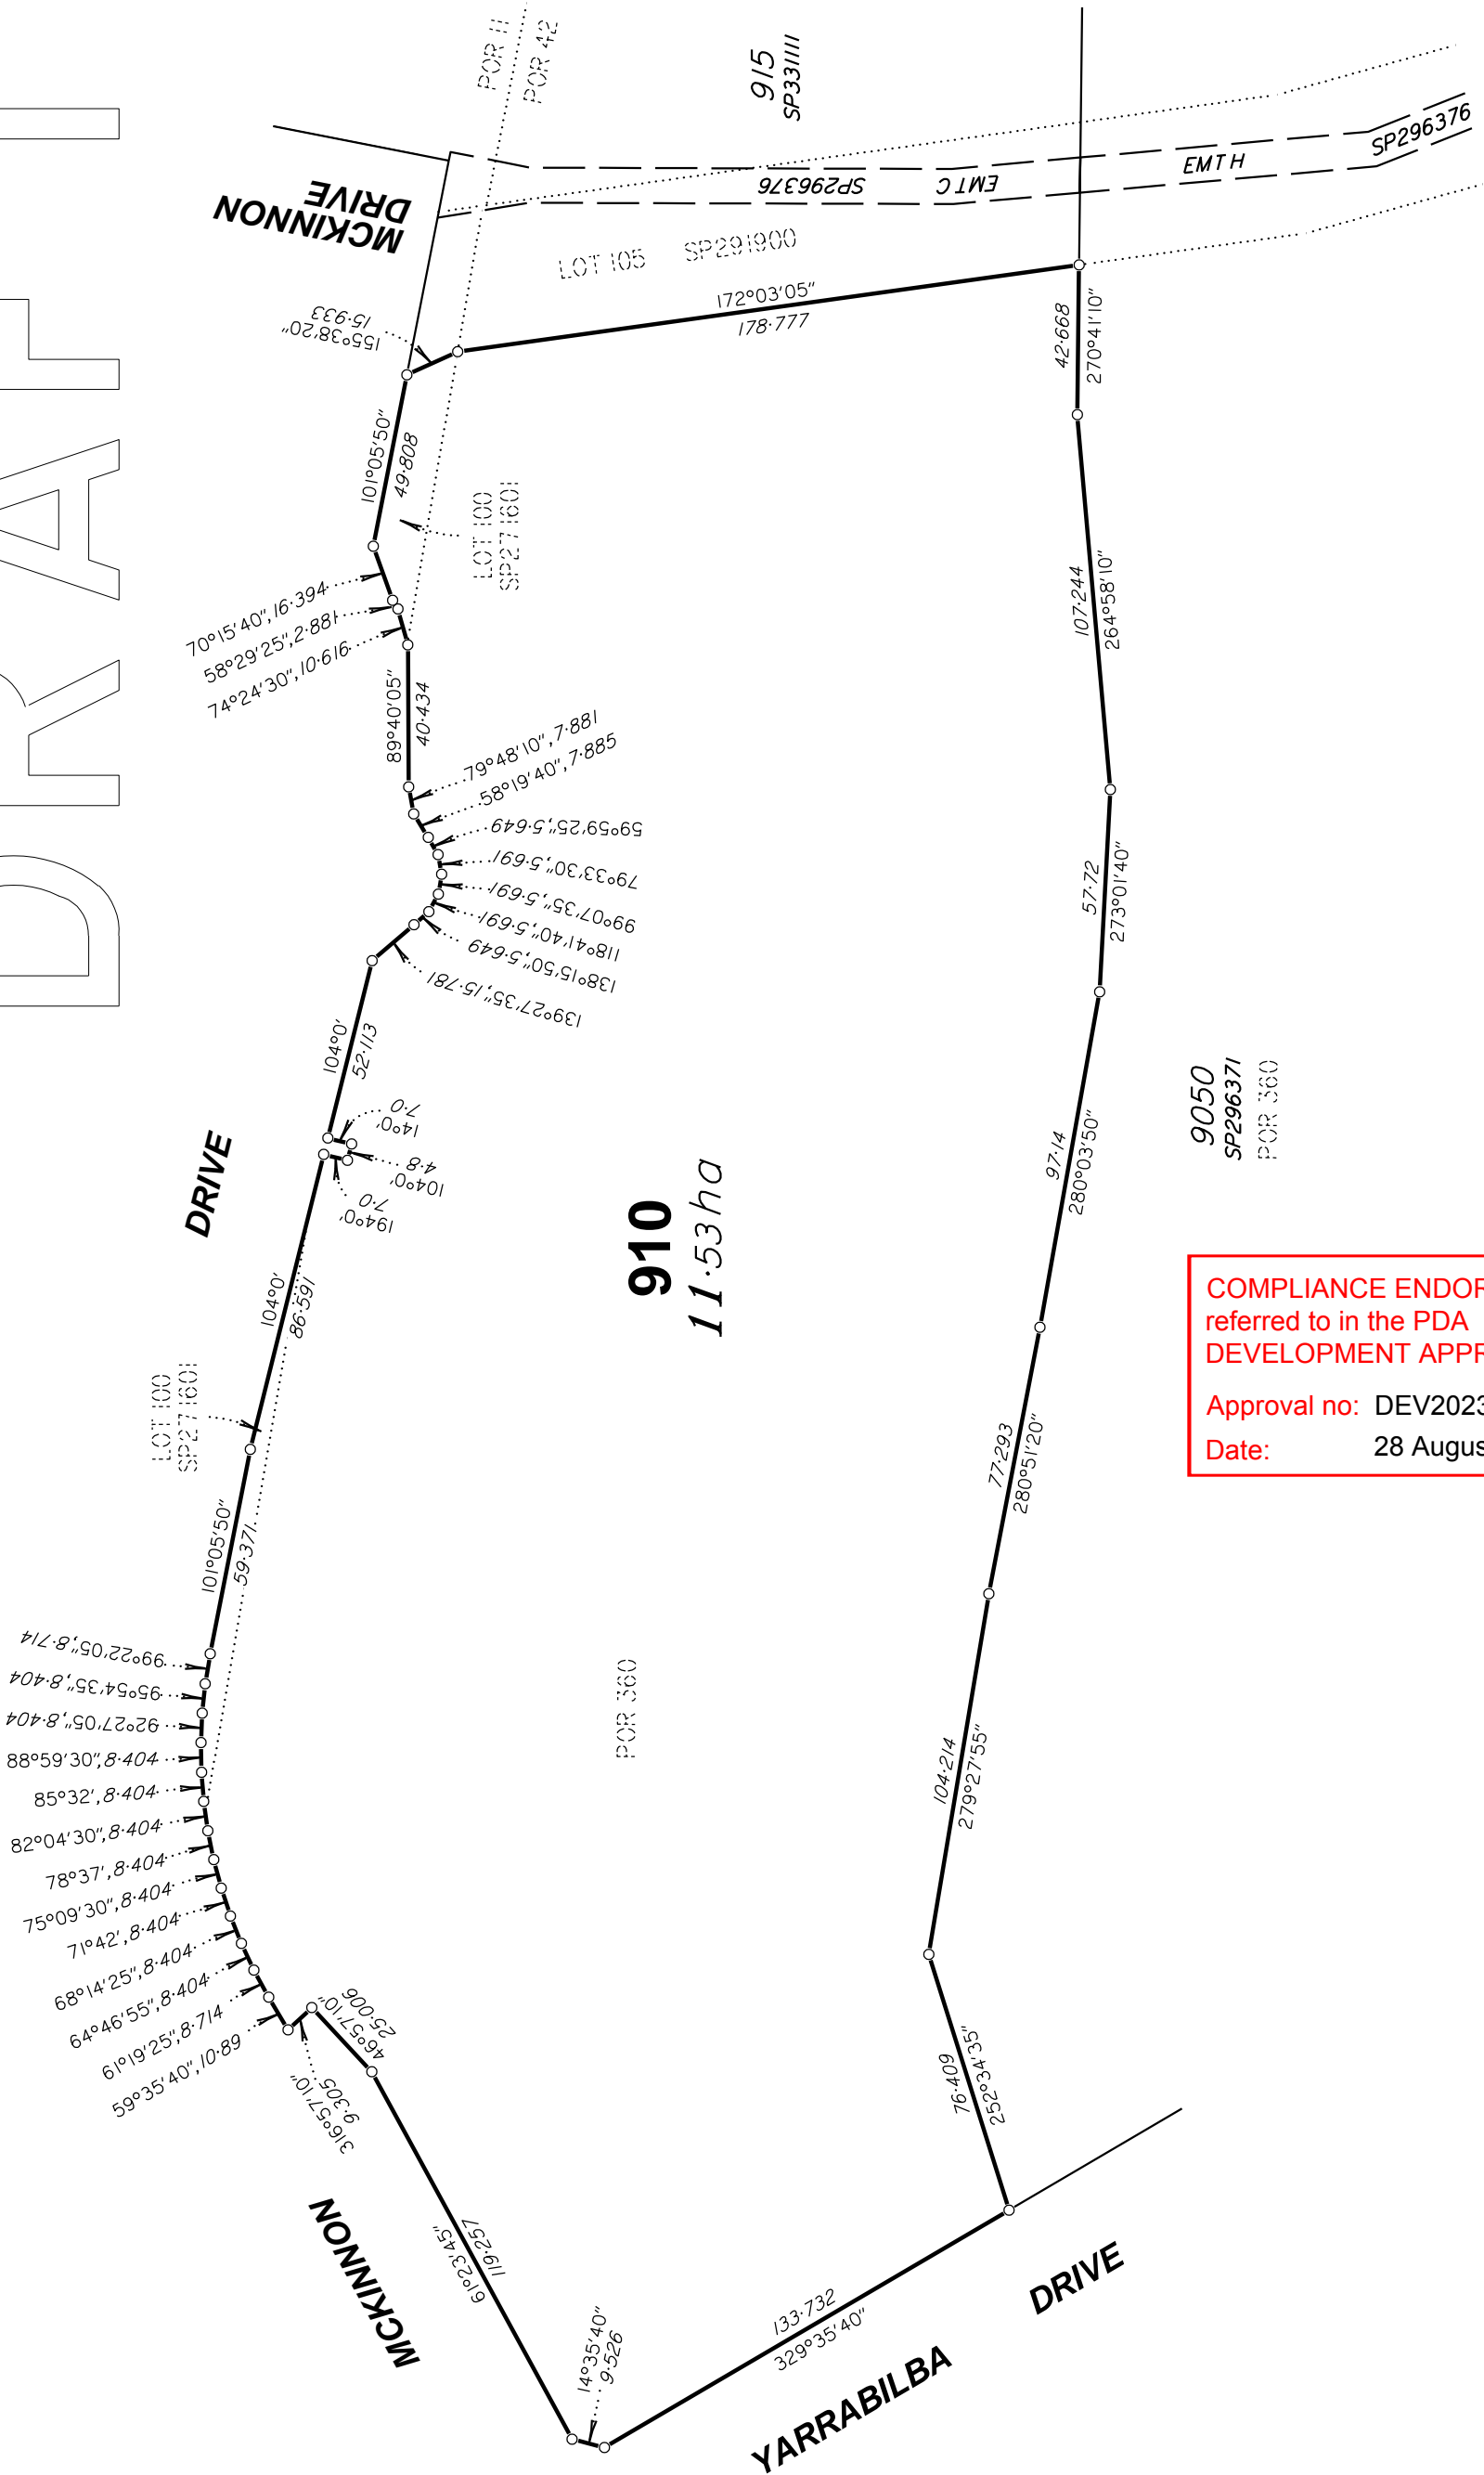 DRAFT
MCKINNON
DRIVE
POR 11
POR 42
915
SP331111
SP296376
EMTC
EMTH
SP296376
LOT 105 SP291900
155°38'20"
15·933
172°03'05"
178·777
42·668
270°41'10"
101°05'50"
49·808
LOT 100
SP271601
70°15'40",16·394
58°29'25",2·881
74°24'30",10·616
89°40'05"
40·434
79°48'10",7·881
58°19'40",7·885
59°59'25",5·649
79°33'30",5·691
99°07'35",5·691
118°41'40",5·691
138°15'50",5·649
139°27'35",15·781
107·244
264°58'10"
57·72
273°01'40"
104°0'
52·113
14°0'
7·0
104°0'
4·8
194°0'
7·0
DRIVE
104°0'
86·591
910
11·53ha
9050
SP296371
POR 360
97·14
280°03'50"
COMPLIANCE ENDOR
referred to in the PDA
DEVELOPMENT APPR
Approval no: DEV2023
Date: 28 Augus
LOT 100
SP271601
77·293
280°51'20"
101°05'50"
59·371
99°22'05",8·714
95°54'35",8·404
92°27'05",8·404
88°59'30",8·404
85°32',8·404
82°04'30",8·404
78°37',8·404
75°09'30",8·404
71°42',8·404
68°14'25",8·404
64°46'55",8·404
61°19'25",8·714
59°35'40",10·89
POR 360
104·214
279°27'55"
46°57'10"
25·006
316°57'10"
9·305
76·409
252°34'35"
MCKINNON
61°23'45"
119·257
14°35'40"
9·526
133·732
329°35'40"
YARRABILBA DRIVE